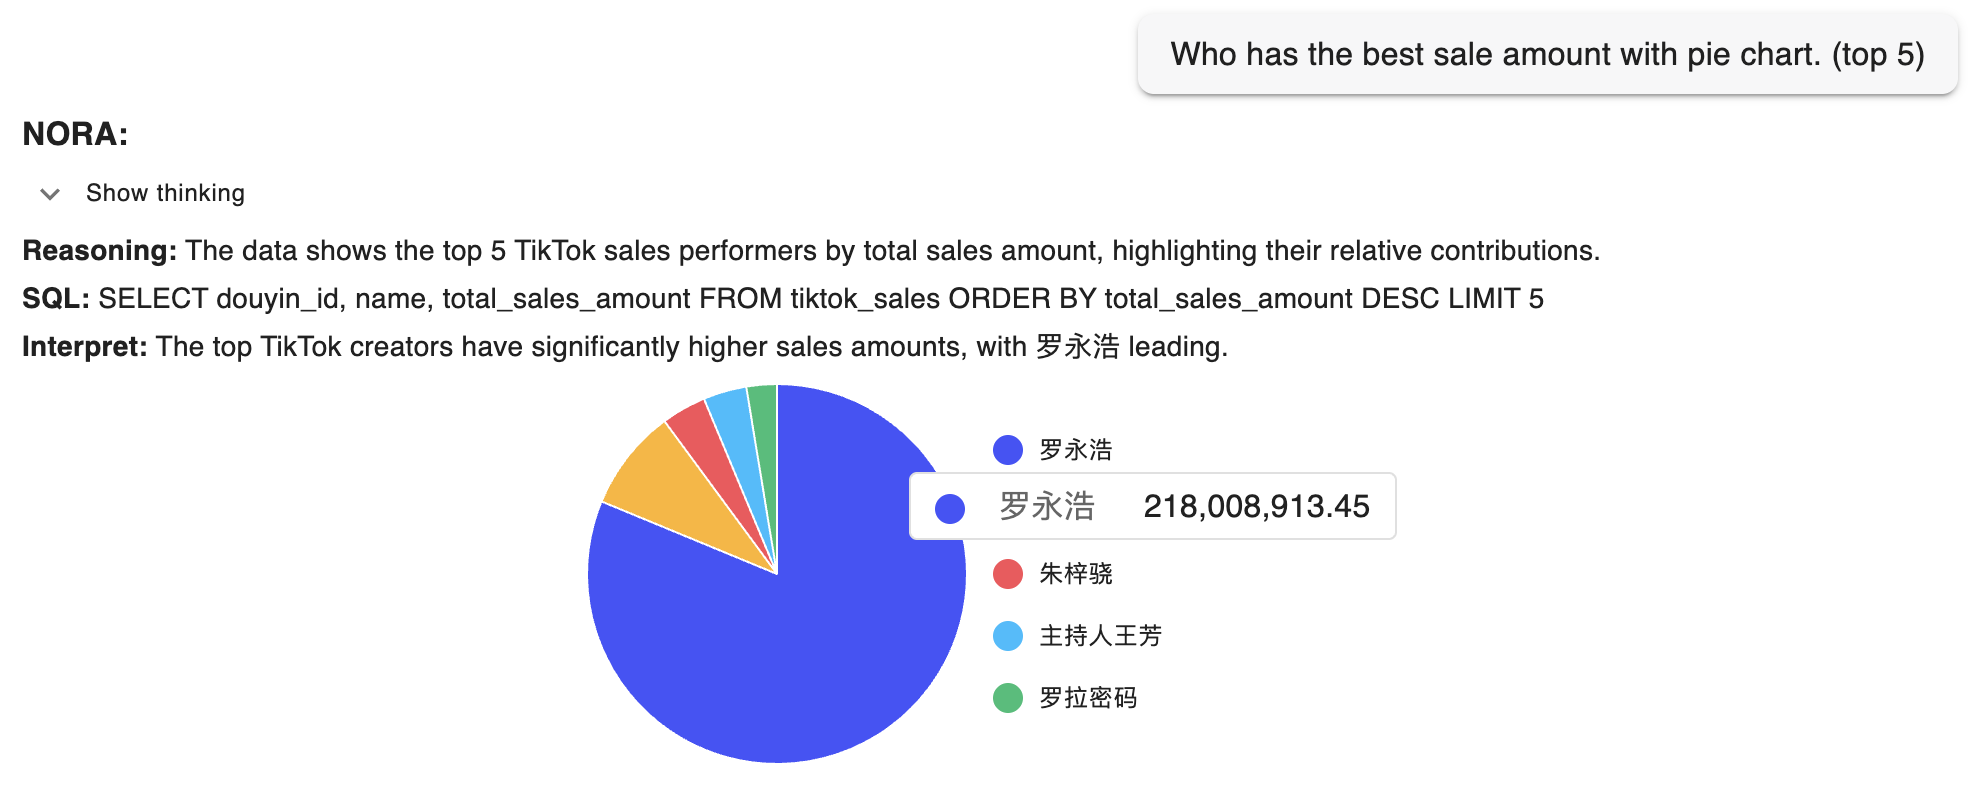 Who has the best sale amount with pie chart. (top 5)
NORA:
Show thinking
Reasoning: The data shows the top 5 TikTok sales performers by total sales amount, highlighting their relative contributions.
SQL: SELECT douyin_id, name, total_sales_amount FROM tiktok_sales ORDER BY total_sales_amount DESC LIMIT 5
Interpret: The top TikTok creators have significantly higher sales amounts, with 罗永浩 leading.
罗永浩
罗永浩 218,008,913.45
朱梓骁
主持人王芳
罗拉密码